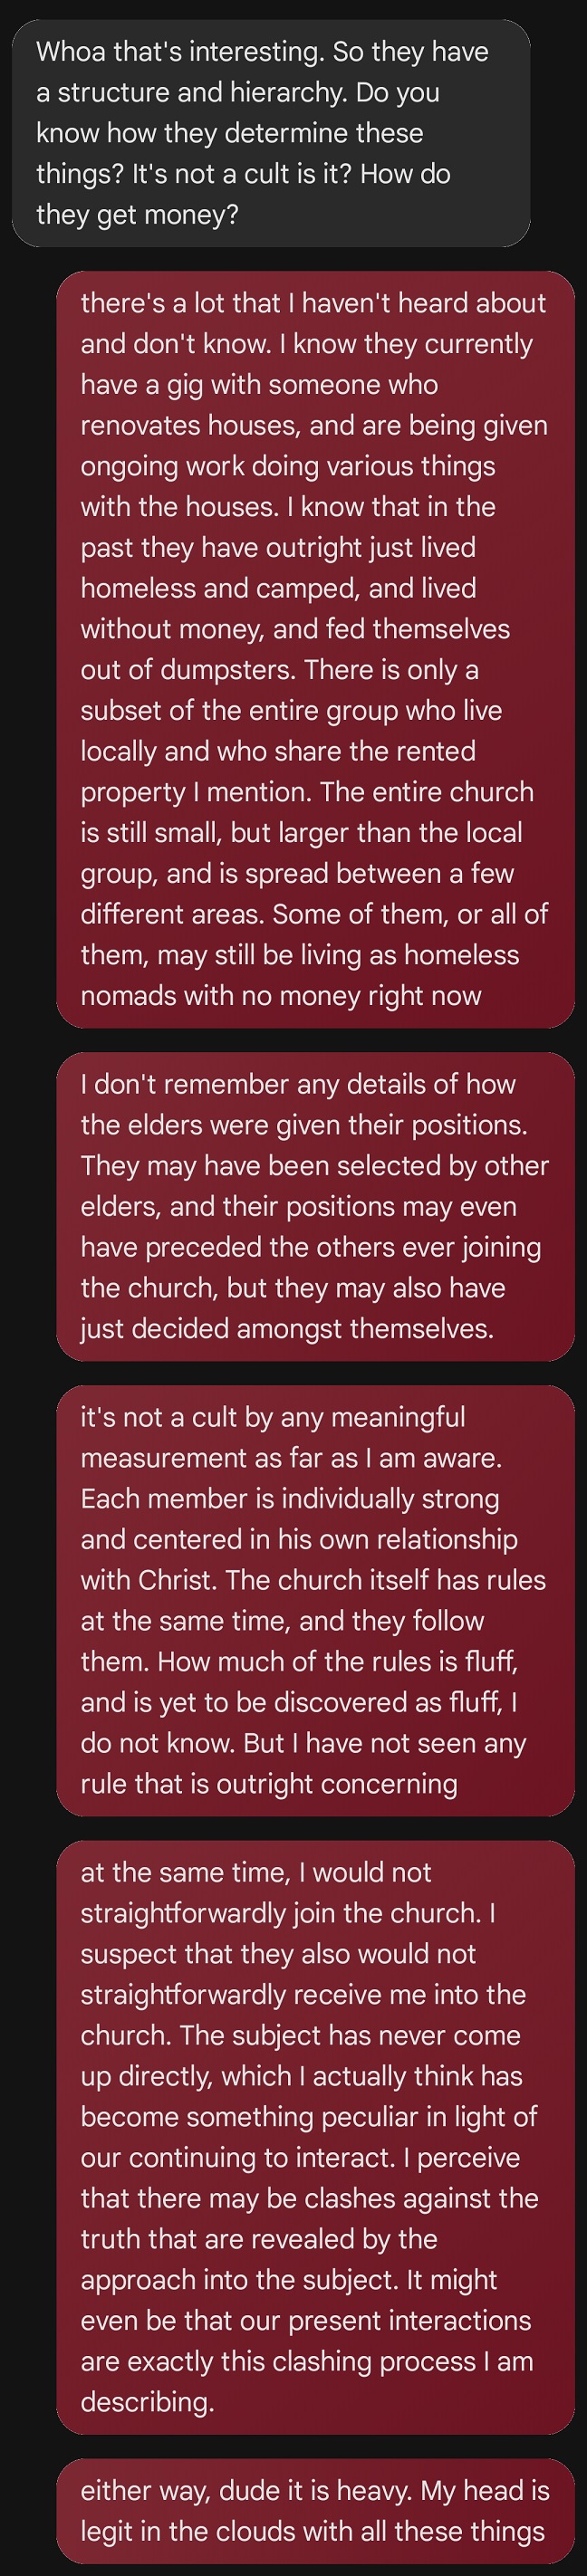 Whoa that's interesting. So they have
a structure and hierarchy. Do you
know how they determine these
things? It's not a cult is it? How do
they get money?
there's a lot that I haven't heard about
and don't know. I know they currently
have a gig with someone who
renovates houses, and are being given
ongoing work doing various things
with the houses. I know that in the
past they have outright just lived
homeless and camped, and lived
without money, and fed themselves
out of dumpsters. There is only a
subset of the entire group who live
locally and who share the rented
property I mention. The entire church
is still small, but larger than the local
group, and is spread between a few
different areas. Some of them, or all of
them, may still be living as homeless
nomads with no money right now
I don't remember any details of how
the elders were given their positions.
They may have been selected by other
elders, and their positions may even
have preceded the others ever joining
the church, but they may also have
just decided amongst themselves.
it's not a cult by any meaningful
measurement as far as I am aware.
Each member is individually strong
and centered in his own relationship
with Christ. The church itself has rules
at the same time, and they follow
them. How much of the rules is fluff,
and is yet to be discovered as fluff, I
do not know. But I have not seen any
rule that is outright concerning
at the same time, I would not
straightforwardly join the church. I
suspect that they also would not
straightforwardly receive me into the
church. The subject has never come
up directly, which I actually think has
become something peculiar in light of
our continuing to interact. I perceive
that there may be clashes against the
truth that are revealed by the
approach into the subject. It might
even be that our present interactions
are exactly this clashing process I am
describing.
either way, dude it is heavy. My head is
legit in the clouds with all these things